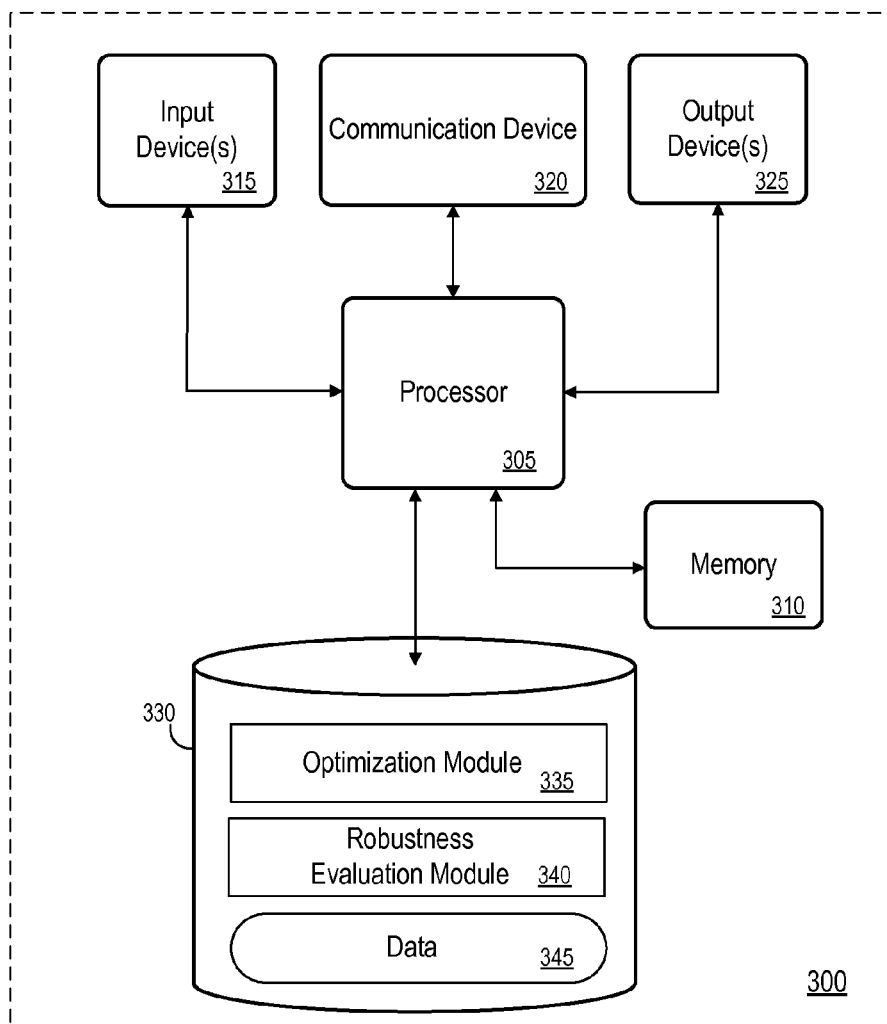 Input
Device(s)
315
Communication Device
320
Output
Device(s)
325
Processor
305
Memory
310
330
Optimization Module
335
Robustness
Evaluation Module
340
Data
345
300